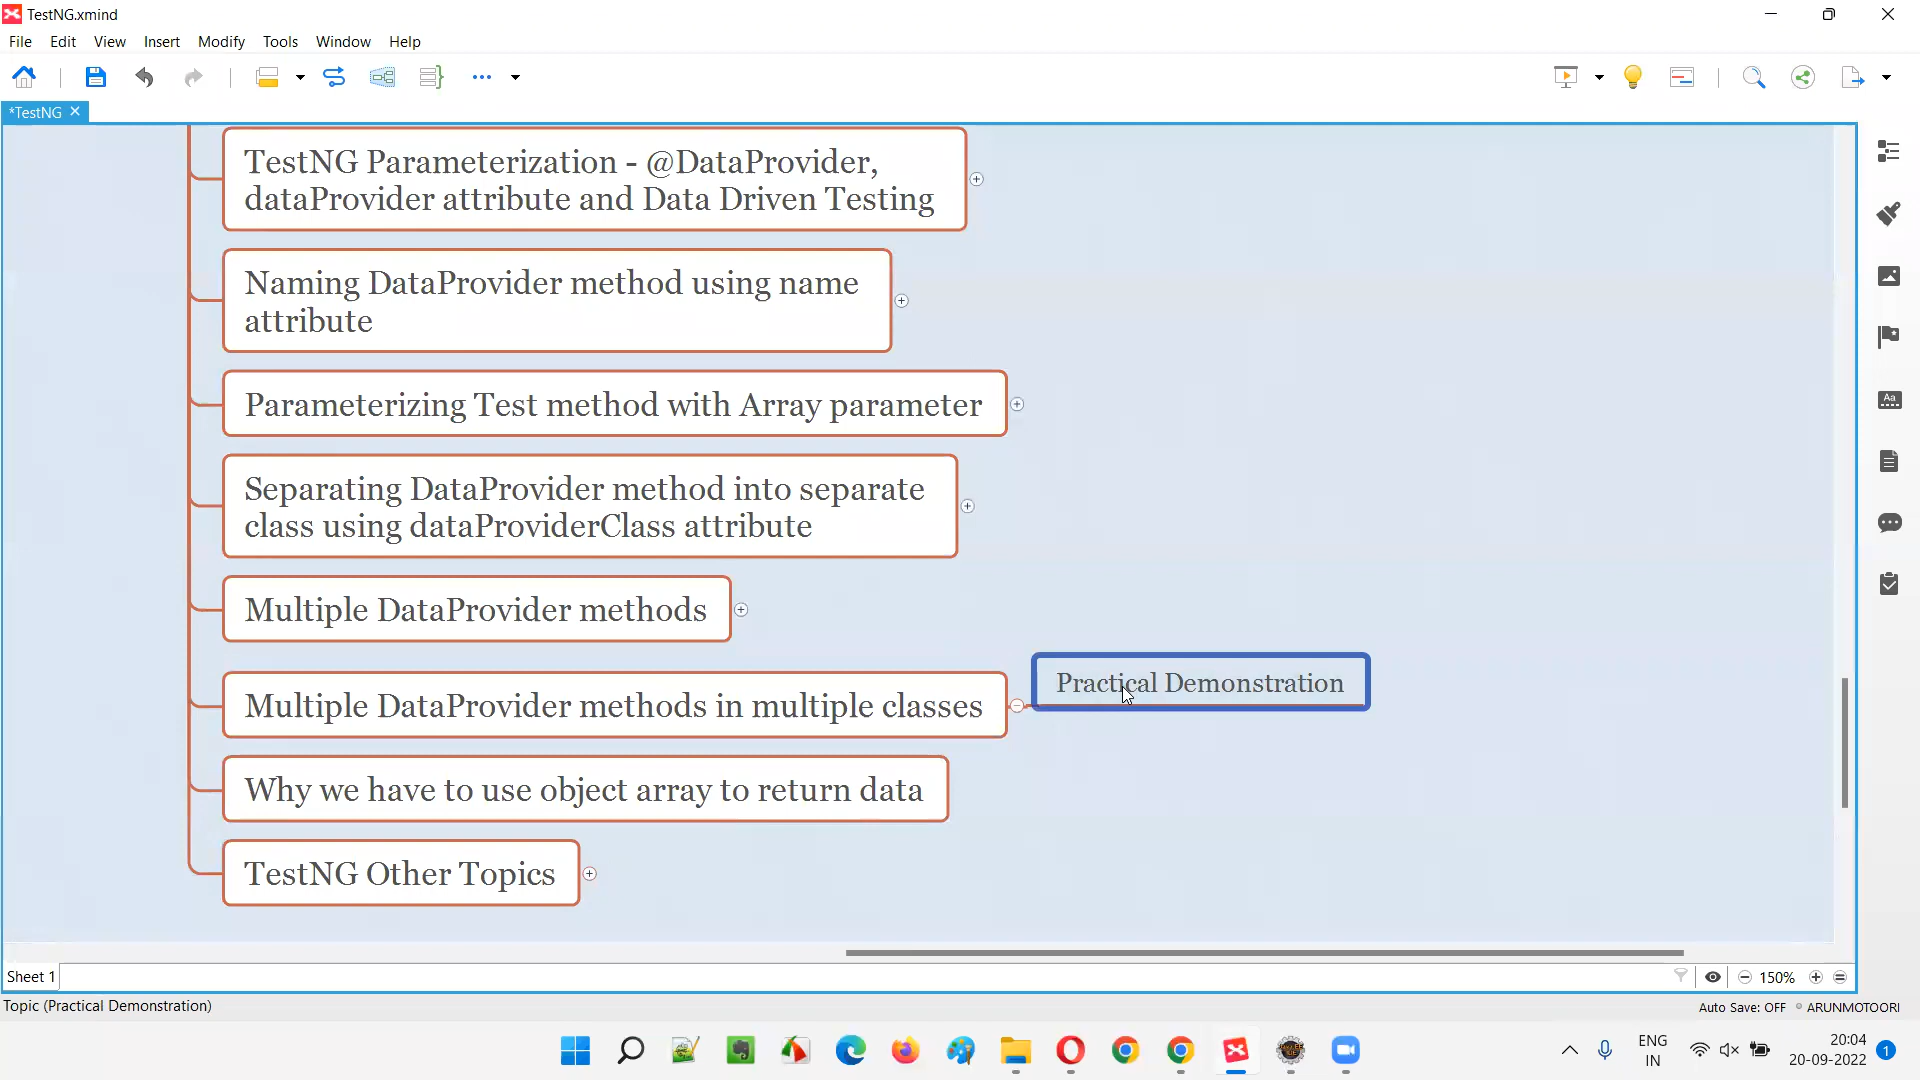 TestNG.xmind
File Edit View Insert Modify Tools Window Help
*TestNG
TestNG Parameterization - @DataProvider,
dataProvider attribute and Data Driven Testing
Naming DataProvider method using name
attribute
Parameterizing Test method with Array parameter
Separating DataProvider method into separate
class using dataProviderClass attribute
Multiple DataProvider methods
Practical Demonstration
Multiple DataProvider methods in multiple classes
Why we have to use object array to return data
TestNG Other Topics
Aa
Sheet 1
150%
Topic (Practical Demonstration)
Auto Save: OFF ARUNMOTOORI
ENG
IN
20:04
20-09-2022
1